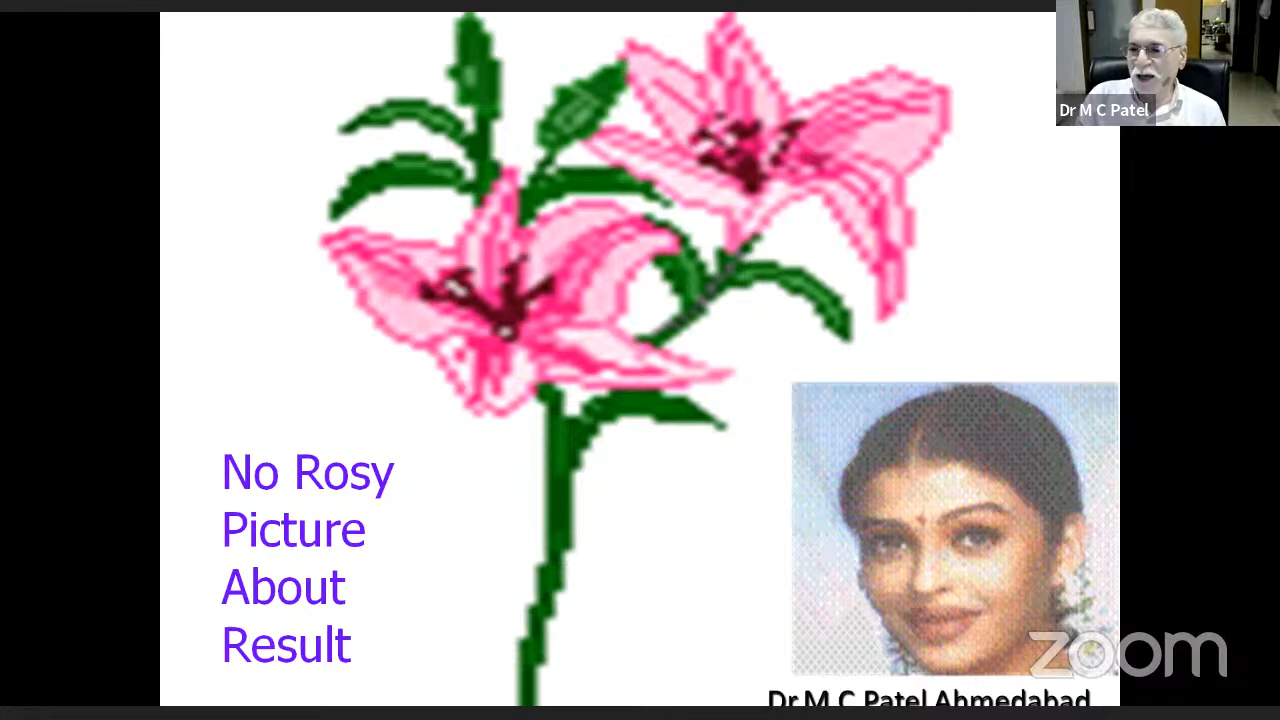 Dr M C Patel
No Rosy
Picture
About
Result
zoom
Dr M C Patel Ahmedabad